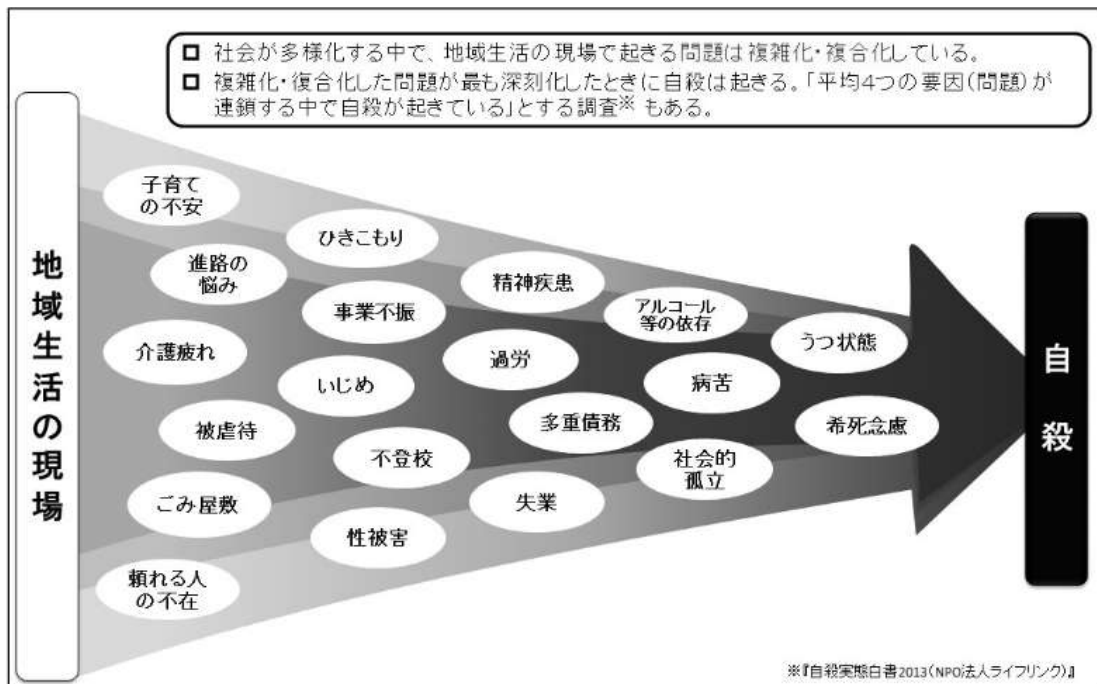 □ 社会が多様化する中で、地域生活の現場で起きる問題は複雑化・複合化している。
□ 複雑化・復合化した問題が最も深刻化したときに自殺は起きる。「平均4つの要因(問題)が
連鎖する中で自殺が起きている」とする調査※ もある。
地域生活の現場
子育て
の不安
ひきこもり
進路の
悩み
精神疾患
事業不振
アルコール
等の依存
うつ状態
介護疲れ
過労
いじめ
病苦
被虐待
多重債務
希死念慮
不登校
社会的
孤立
ごみ屋敷
失業
性被害
頼れる人
の不在
自殺
※『自殺実態白書2013(NPO法人ライフリンク)』